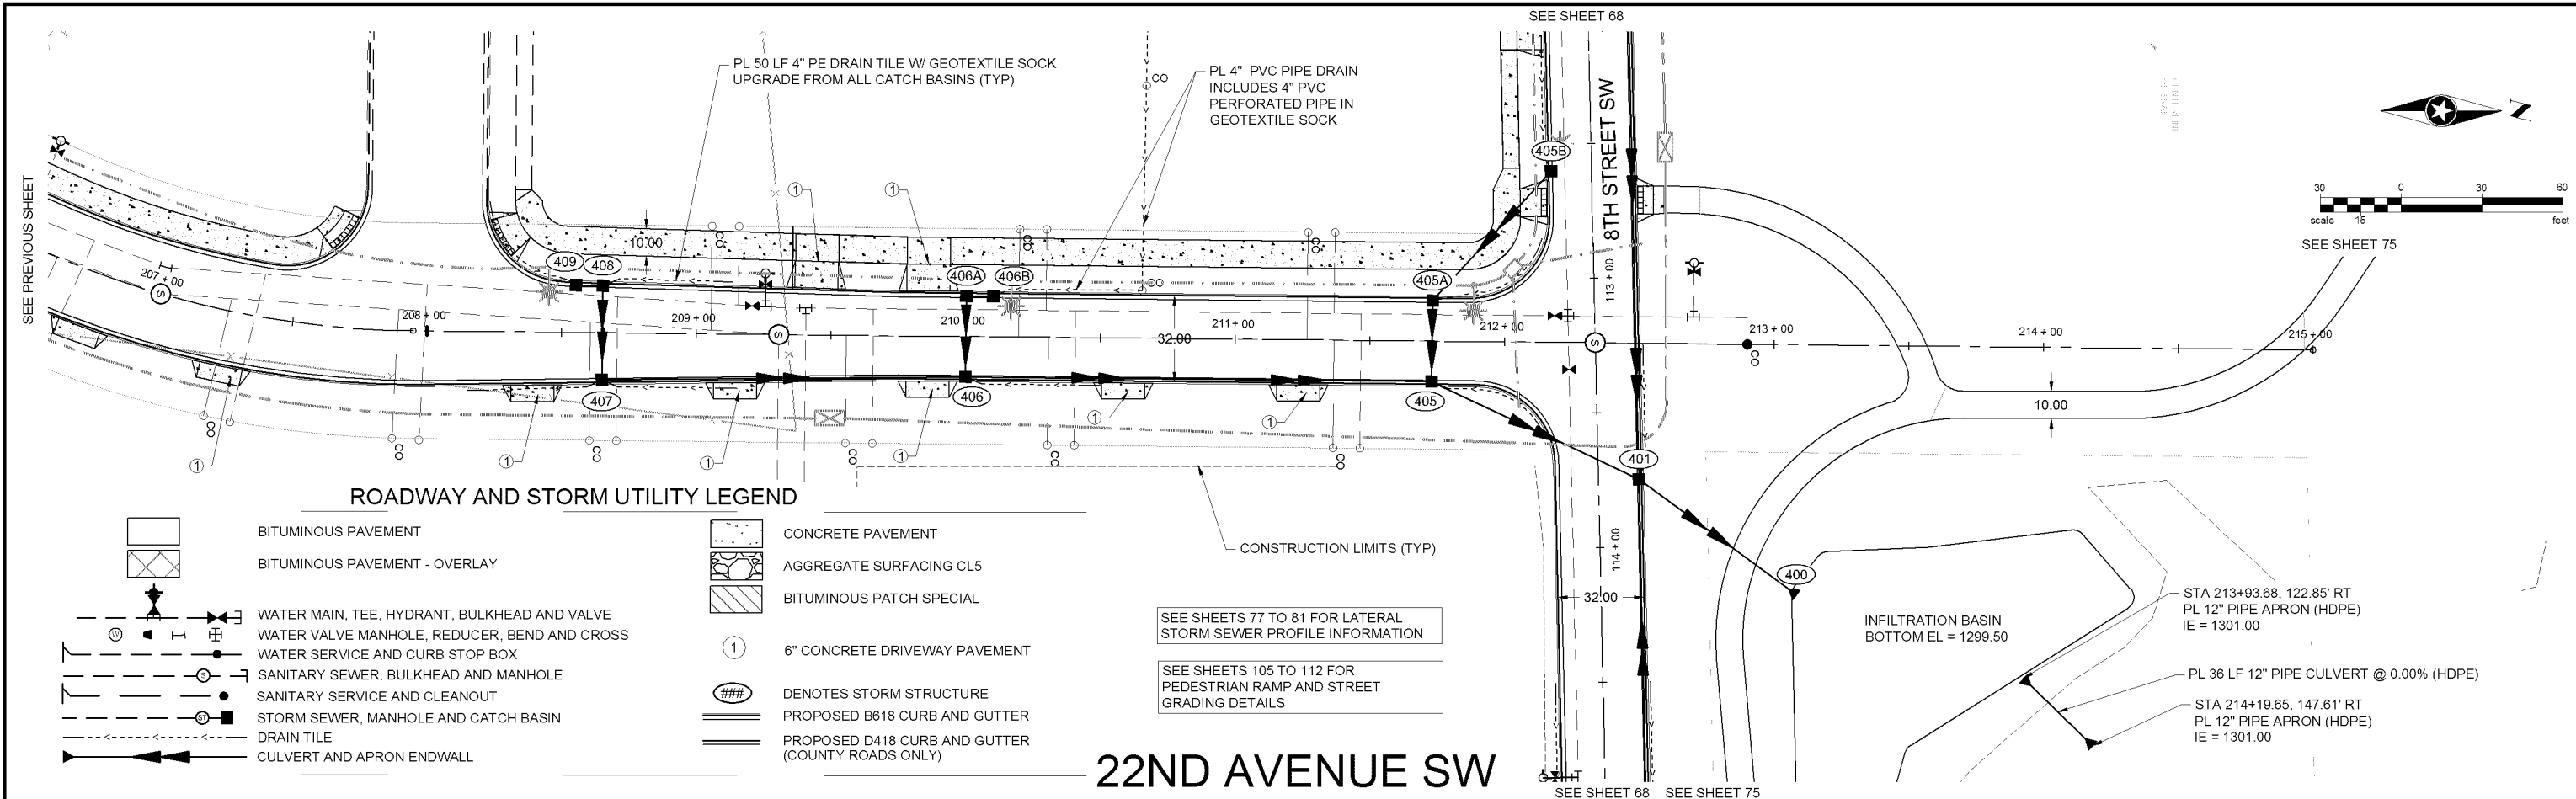 SEE SHEET 68
SEE PREVIOUS SHEET
PL 50 LF 4" PE DRAIN TILE W/ GEOTEXTILE SOCK
UPGRADE FROM ALL CATCH BASINS (TYP)
CO
PL 4" PVC PIPE DRAIN
INCLUDES 4" PVC
PERFORATED PIPE IN
GEOTEXTILE SOCK
8TH STREET SW
405B
N
30 0 30 60
scale 15 feet
SEE SHEET 75
1
1
10.00
CO
CO
CO
409
408
406A
406B
CO
405A
113 + 00
207 + 00
S
208 + 00
209 + 00
S
210 + 00
211 + 00
32.00
212 + 00
S
213 + 00
CO
214 + 00
215 + 00
10.00
407
406
405
1
1
1
1
1
1
CO
CO
CO
CO
CO
CO
401
114 + 00
400
32.00
CONSTRUCTION LIMITS (TYP)
INFILTRATION BASIN
BOTTOM EL = 1299.50
STA 213+93.68, 122.85' RT
PL 12" PIPE APRON (HDPE)
IE = 1301.00
PL 36 LF 12" PIPE CULVERT @ 0.00% (HDPE)
STA 214+19.65, 147.61' RT
PL 12" PIPE APRON (HDPE)
IE = 1301.00
ROADWAY AND STORM UTILITY LEGEND
BITUMINOUS PAVEMENT
BITUMINOUS PAVEMENT - OVERLAY
WATER MAIN, TEE, HYDRANT, BULKHEAD AND VALVE
W
WATER VALVE MANHOLE, REDUCER, BEND AND CROSS
WATER SERVICE AND CURB STOP BOX
S
SANITARY SEWER, BULKHEAD AND MANHOLE
SANITARY SERVICE AND CLEANOUT
ST
STORM SEWER, MANHOLE AND CATCH BASIN
DRAIN TILE
CULVERT AND APRON ENDWALL
CONCRETE PAVEMENT
AGGREGATE SURFACING CL5
BITUMINOUS PATCH SPECIAL
1
6" CONCRETE DRIVEWAY PAVEMENT
###
DENOTES STORM STRUCTURE
PROPOSED B618 CURB AND GUTTER
PROPOSED D418 CURB AND GUTTER
(COUNTY ROADS ONLY)
SEE SHEETS 77 TO 81 FOR LATERAL
STORM SEWER PROFILE INFORMATION
SEE SHEETS 105 TO 112 FOR
PEDESTRIAN RAMP AND STREET
GRADING DETAILS
22ND AVENUE SW
SEE SHEET 68
SEE SHEET 75